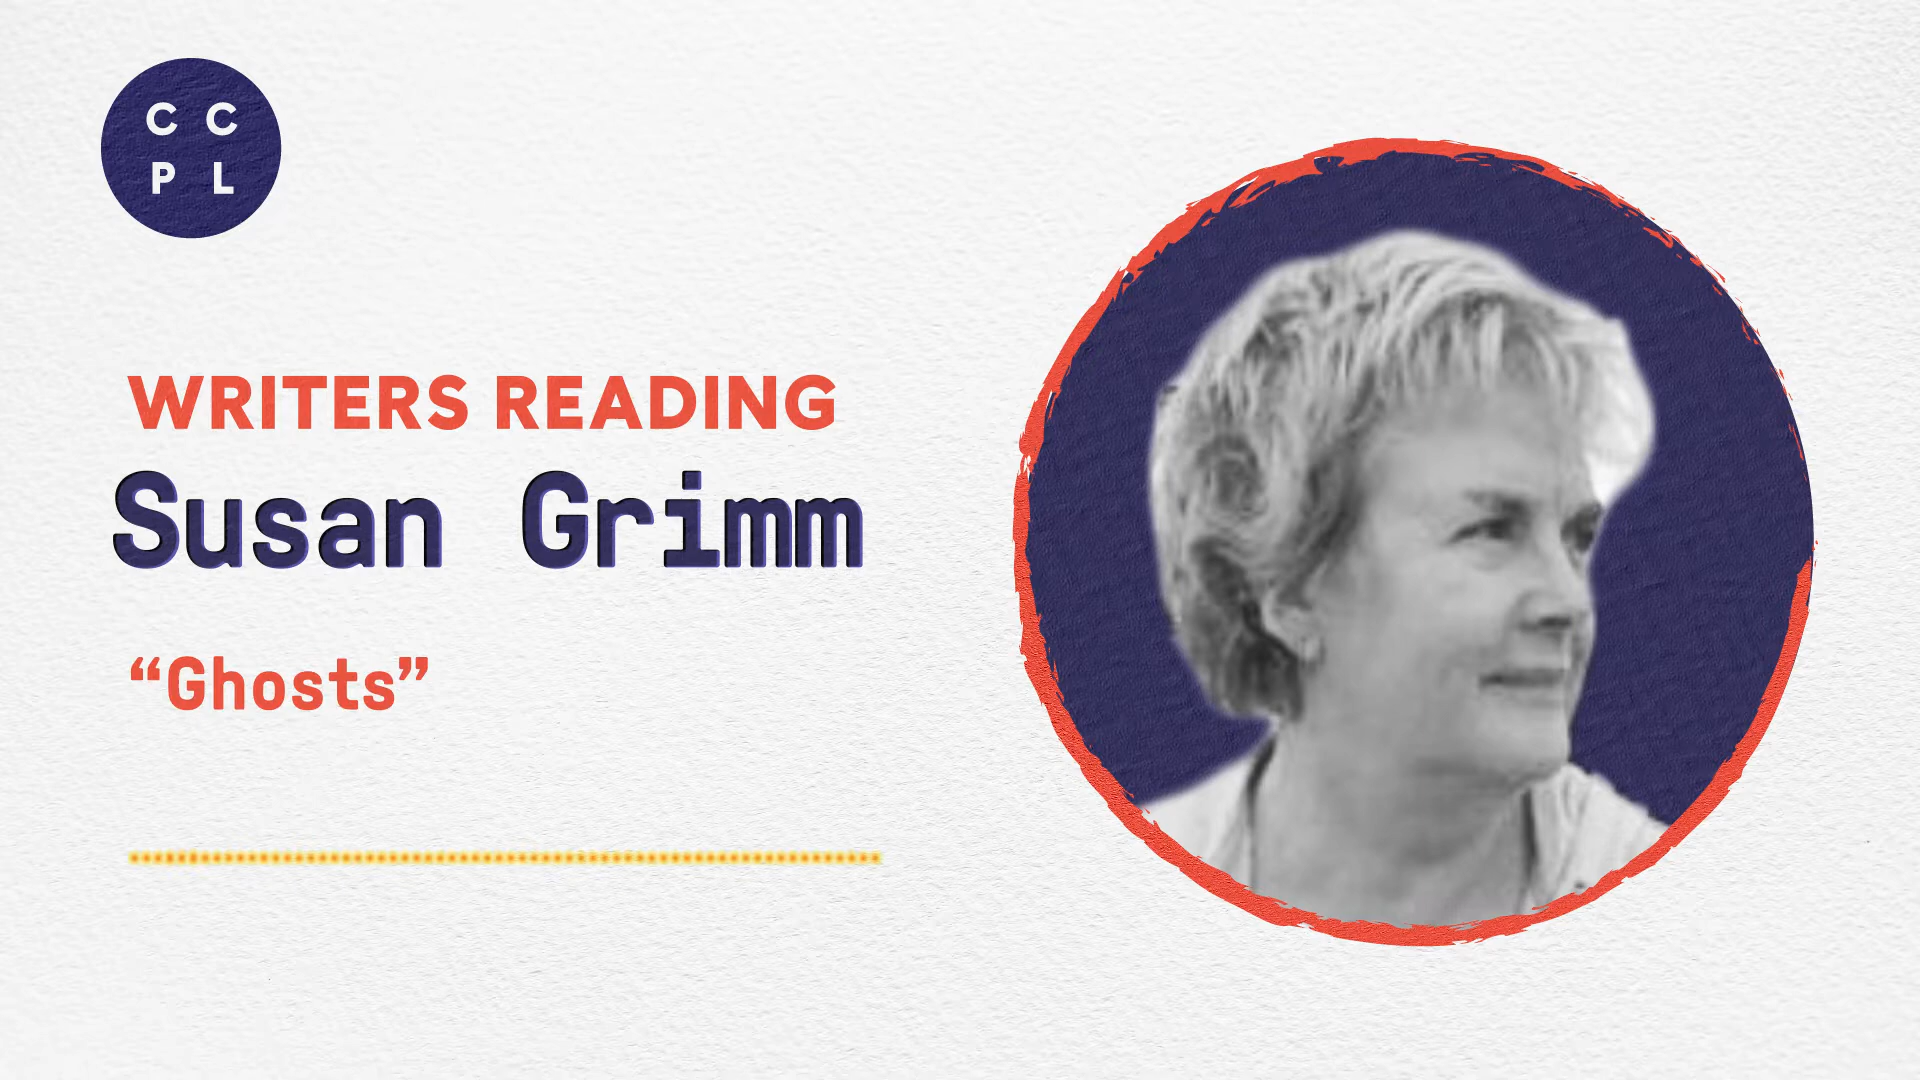 C C
P L
WRITERS READING
Susan Grimm
“Ghosts”